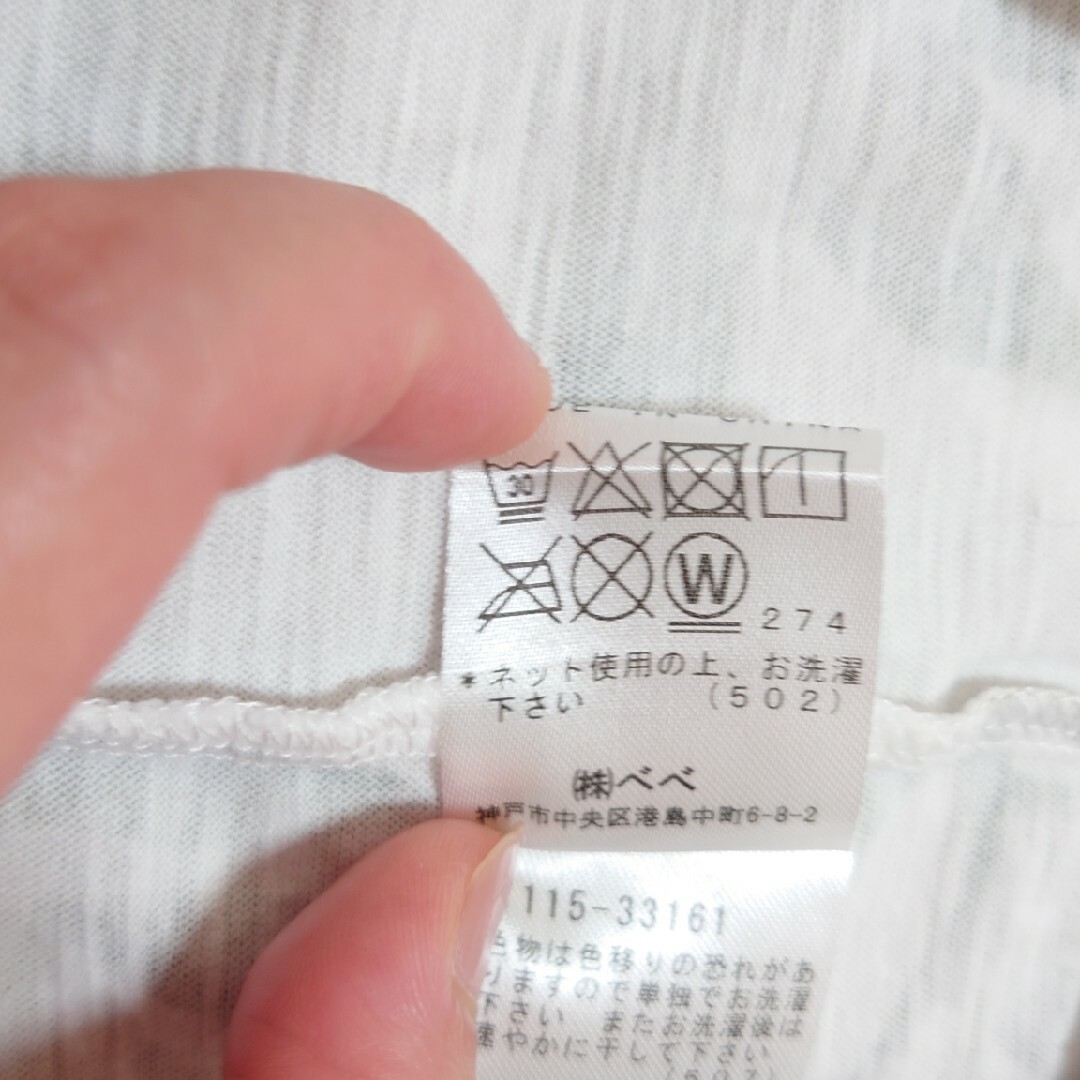 30
W 274
*ネット使用の上、お洗濯
下さい (502)
㈱べべ
神戸市中央区港島中町6-8-2
115-33161
色物は色移りの恐れがあ
りますので単独でお洗濯
下さい またお洗濯後は
速やかに干して下さい